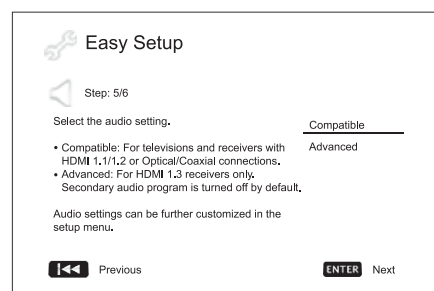 Easy Setup
Step: 5/6
Select the audio setting.
• Compatible: For televisions and receivers with
HDMI 1.1/1.2 or Optical/Coaxial connections.
• Advanced: For HDMI 1.3 receivers only.
Secondary audio program is turned off by default.
Audio settings can be further customized in the
setup menu.
Compatible
Advanced
Previous
ENTER Next